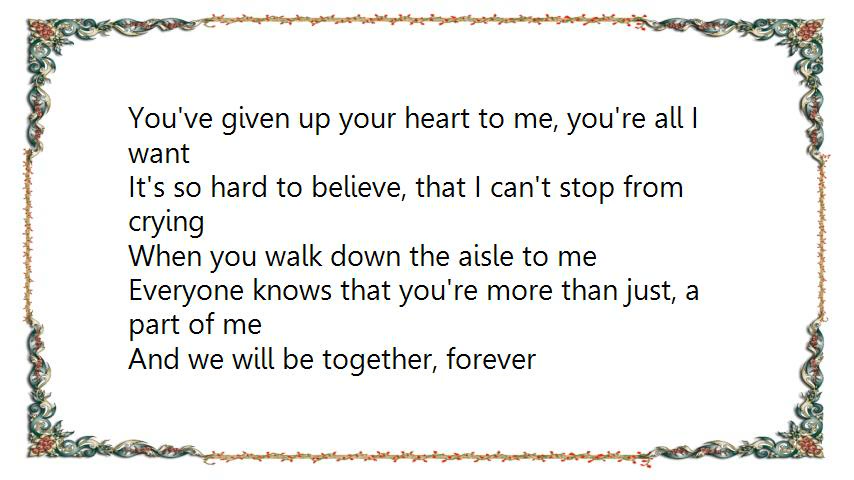 You've given up your heart to me, you're all I
want
It's so hard to believe, that I can't stop from
crying
When you walk down the aisle to me
Everyone knows that you're more than just, a
part of me
And we will be together, forever